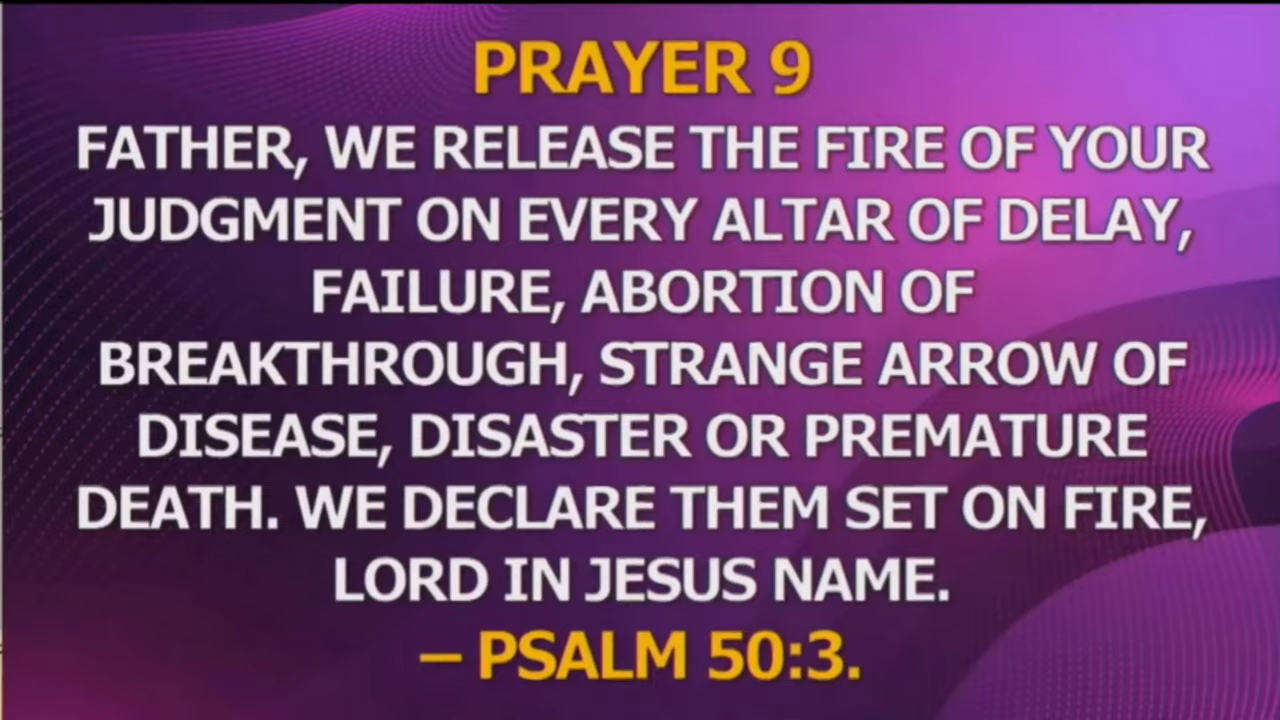 PRAYER 9
FATHER, WE RELEASE THE FIRE OF YOUR
JUDGMENT ON EVERY ALTAR OF DELAY,
FAILURE, ABORTION OF
BREAKTHROUGH, STRANGE ARROW OF
DISEASE, DISASTER OR PREMATURE
DEATH. WE DECLARE THEM SET ON FIRE,
LORD IN JESUS NAME.
– PSALM 50:3.